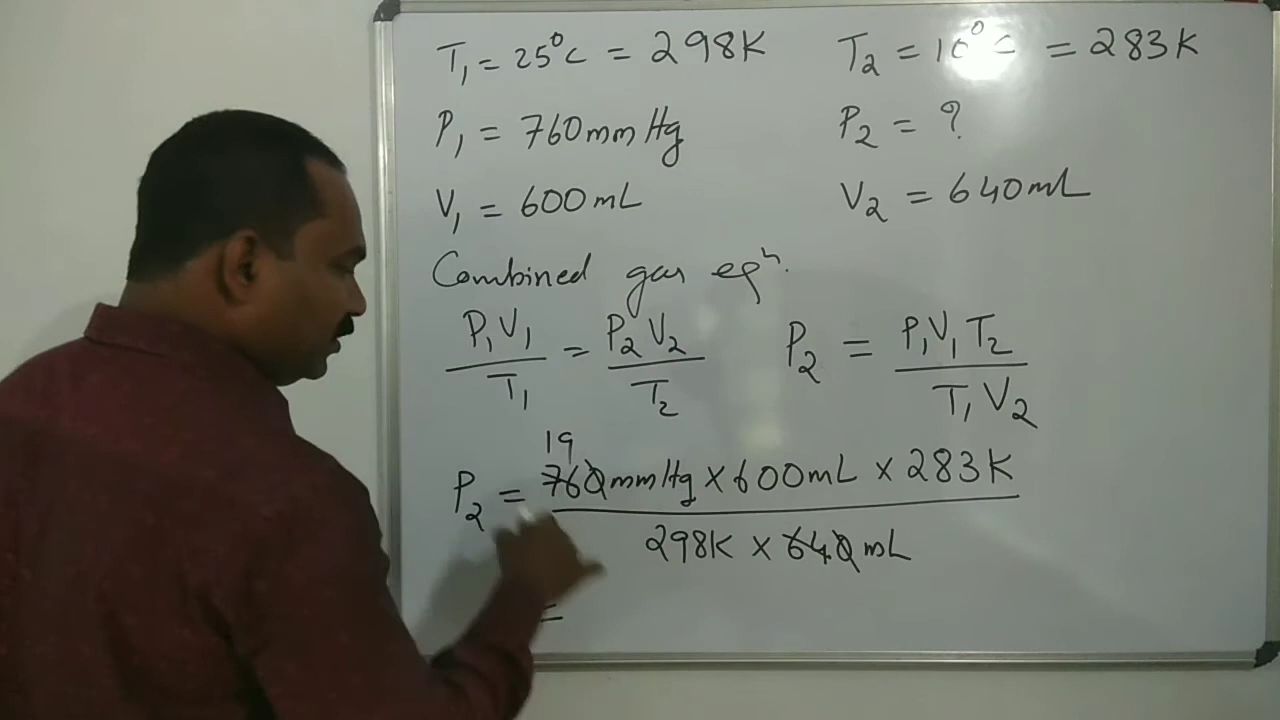 T₁ = 25°C = 298K T₂ = 10°C = 283K
P₁ = 760mmHg P₂ = ?
V₁ = 600mL V₂ = 640mL
Combined gas eqⁿ.
P₁V₁ / T₁ = P₂V₂ / T₂ P₂ = P₁V₁T₂ / T₁V₂
19
P₂ = 760mmHg × 600mL × 283K
298K × 640mL
=